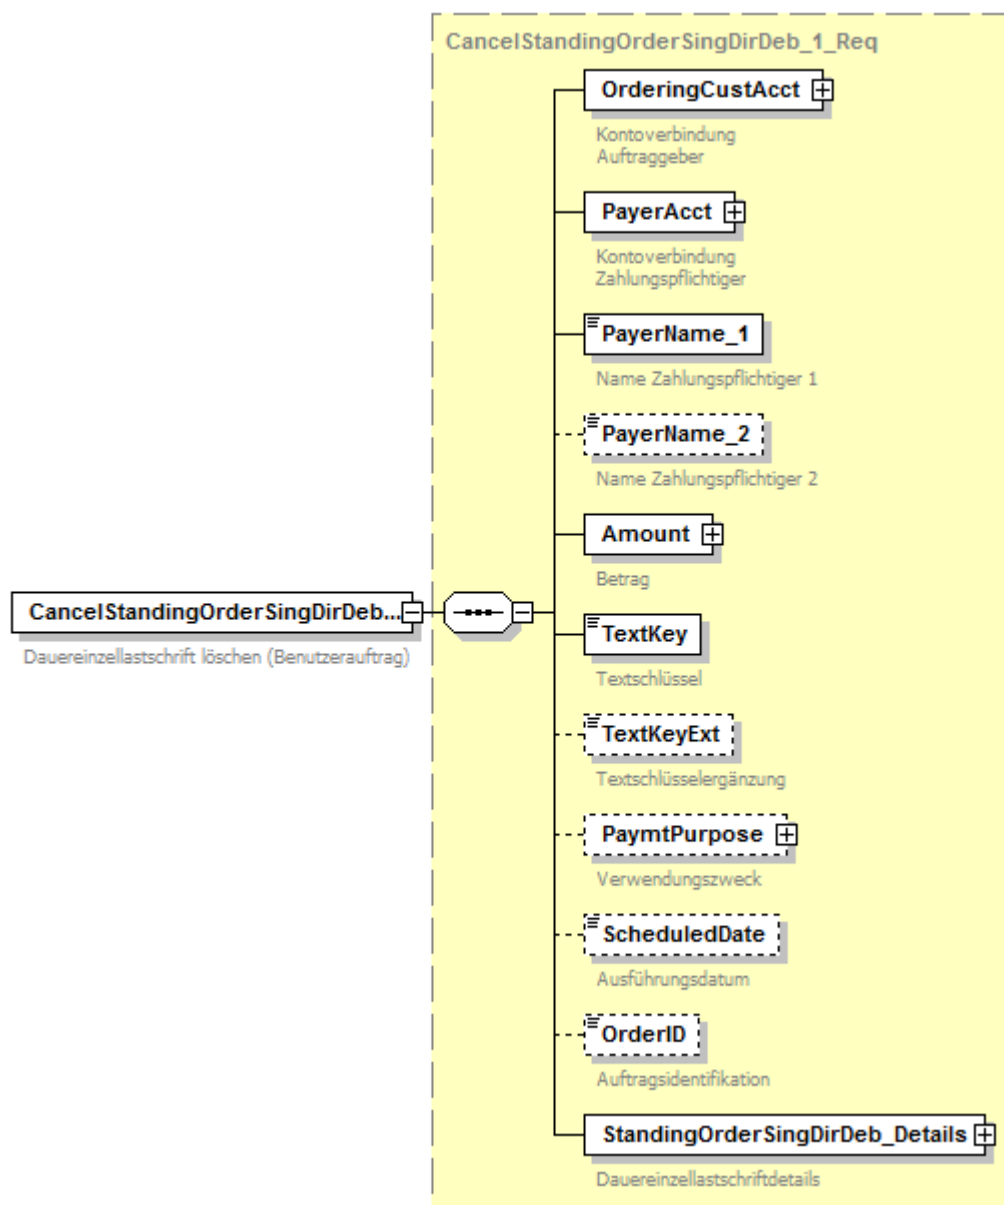 CancelStandingOrderSingDirDeb_1_Req
OrderingCustAcct
Kontoverbindung
Auftraggeber
PayerAcct
Kontoverbindung
Zahlungspflichtiger
PayerName_1
Name Zahlungspflichtiger 1
PayerName_2
Name Zahlungspflichtiger 2
Amount
Betrag
CancelStandingOrderSingDirDeb...
Dauereinzellastschrift löschen (Benutzerauftrag)
TextKey
Textschlüssel
TextKeyExt
Textschlüsselergänzung
PaymtPurpose
Verwendungszweck
ScheduledDate
Ausführungsdatum
OrderID
Auftragsidentifikation
StandingOrderSingDirDeb_Details
Dauereinzellastschriftdetails